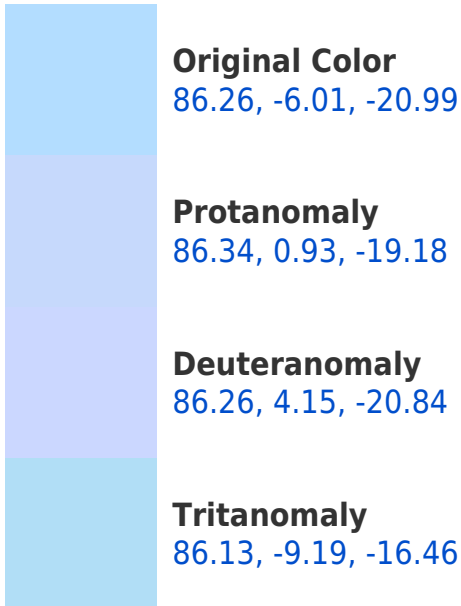 Original Color
86.26, -6.01, -20.99
Protanomaly
86.34, 0.93, -19.18
Deuteranomaly
86.26, 4.15, -20.84
Tritanomaly
86.13, -9.19, -16.46